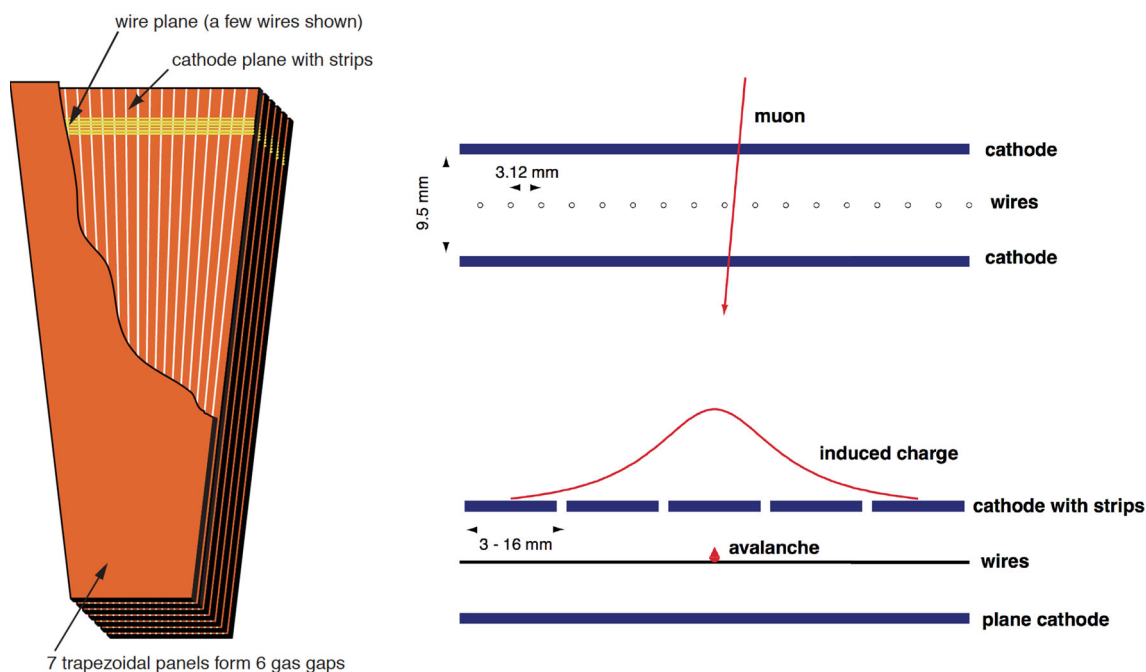 wire plane (a few wires shown)
cathode plane with strips
7 trapezoidal panels form 6 gas gaps
muon
cathode
3.12 mm
9.5 mm
wires
cathode
induced charge
cathode with strips
3 - 16 mm
avalanche
wires
plane cathode